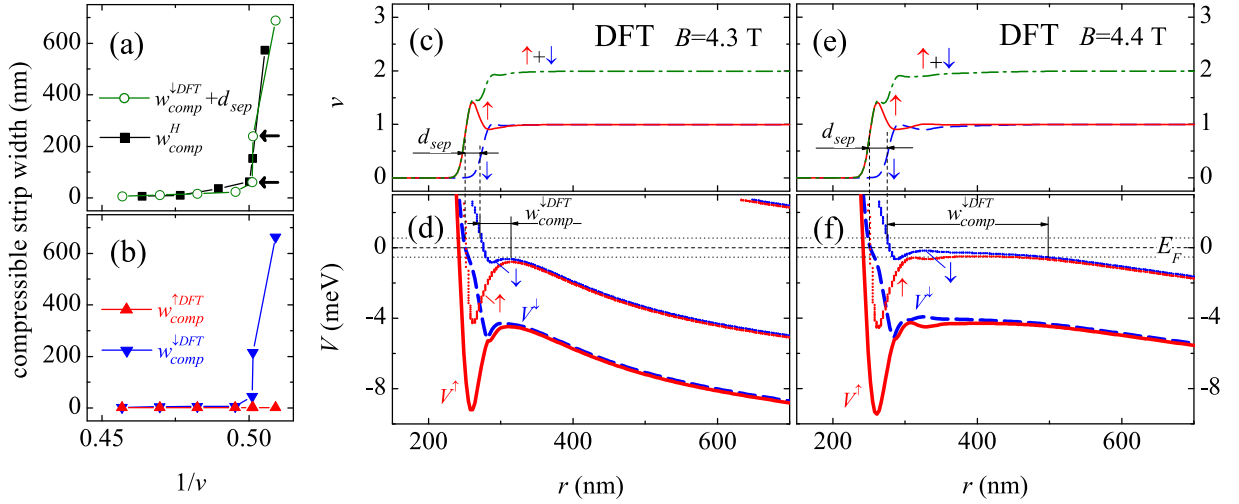 compressible strip width (nm)
600
400
200
0
(a)
w_comp^↓DFT + d_sep
w_comp^H
600
400
200
0
(b)
w_comp^↑DFT
w_comp^↓DFT
0.45
0.50
1/ν
(c)
DFT B=4.3 T
↑+↓
ν
2
1
0
↑
d_sep
↓
(e)
DFT B=4.4 T
↑+↓
↑
d_sep
↓
2
1
0
(d)
w_comp^↓DFT
V (meV)
0
-4
-8
↓
↑
V^↓
V^↑
200
400
600
r (nm)
(f)
w_comp^↓DFT
E_F
↓
↑
V^↓
V^↑
0
-4
-8
200
400
600
r (nm)